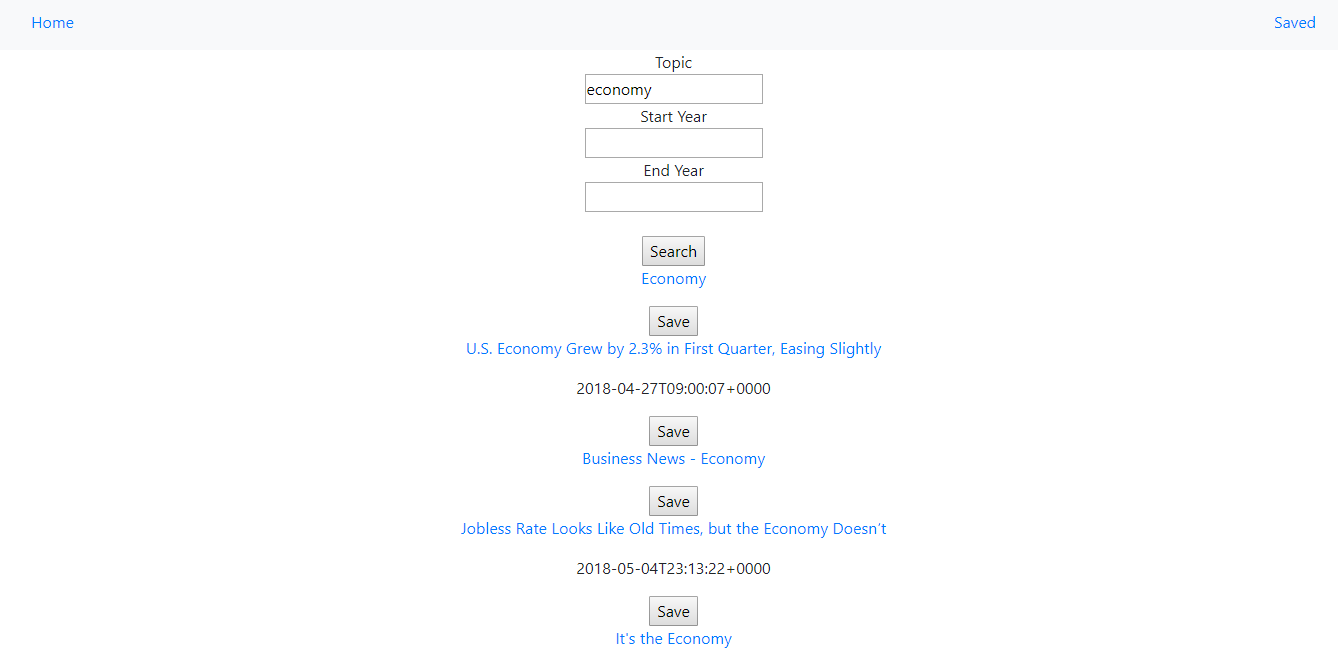 Home
Saved
Topic
economy
Start Year
End Year
Search
Economy
Save
U.S. Economy Grew by 2.3% in First Quarter, Easing Slightly
2018-04-27T09:00:07+0000
Save
Business News - Economy
Save
Jobless Rate Looks Like Old Times, but the Economy Doesn’t
2018-05-04T23:13:22+0000
Save
It's the Economy